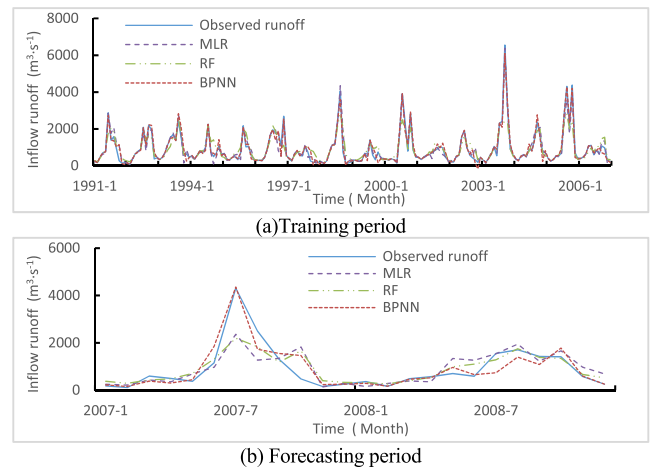 8000
6000
4000
2000
0
Inflow runoff (m³·s⁻¹)
Observed runoff
MLR
RF
BPNN
1991-1 1994-1 1997-1 2000-1 2003-1 2006-1
Time ( Month)
(a)Training period
6000
4000
2000
0
Inflow runoff (m³·s⁻¹)
Observed runoff
MLR
RF
BPNN
2007-1 2007-7 2008-1 2008-7
Time ( Month)
(b) Forecasting period